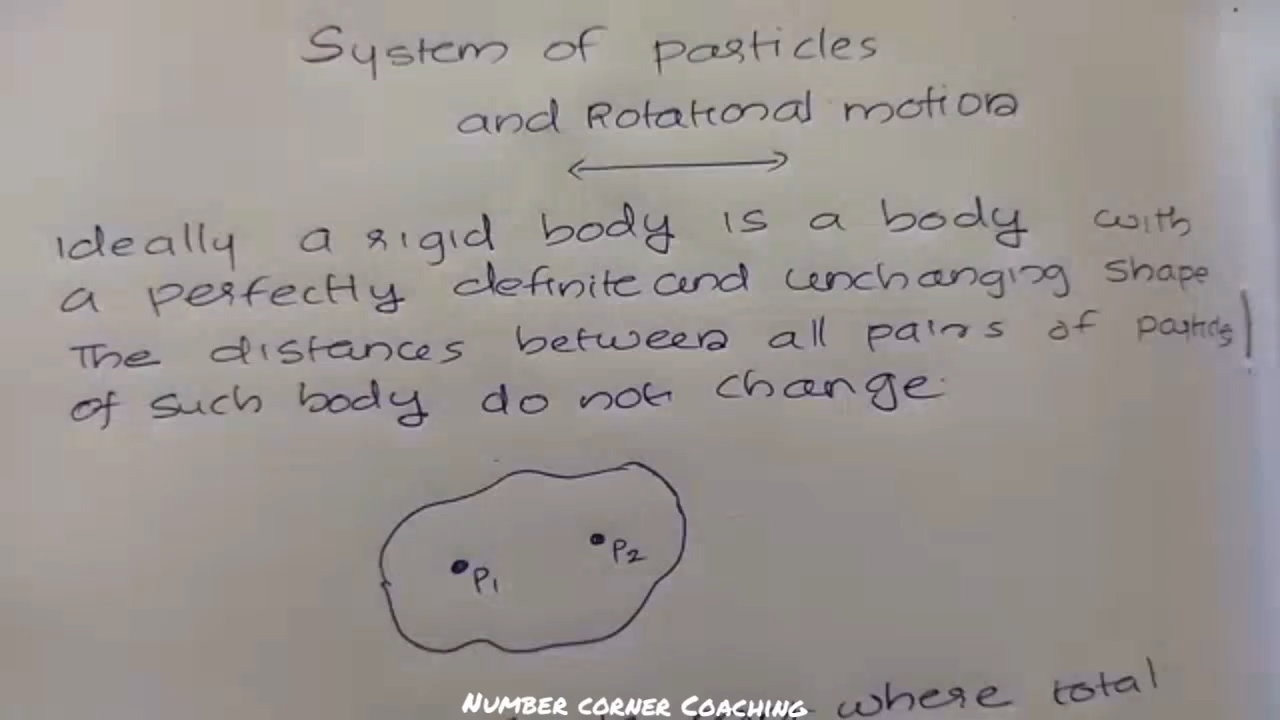 System of particles
and Rotational motion
ideally a rigid body is a body with
a perfectly definite and unchanging shape
The distances between all pairs of particles
of such body do not change.
P2
P1
where total
NUMBER CORNER COACHING